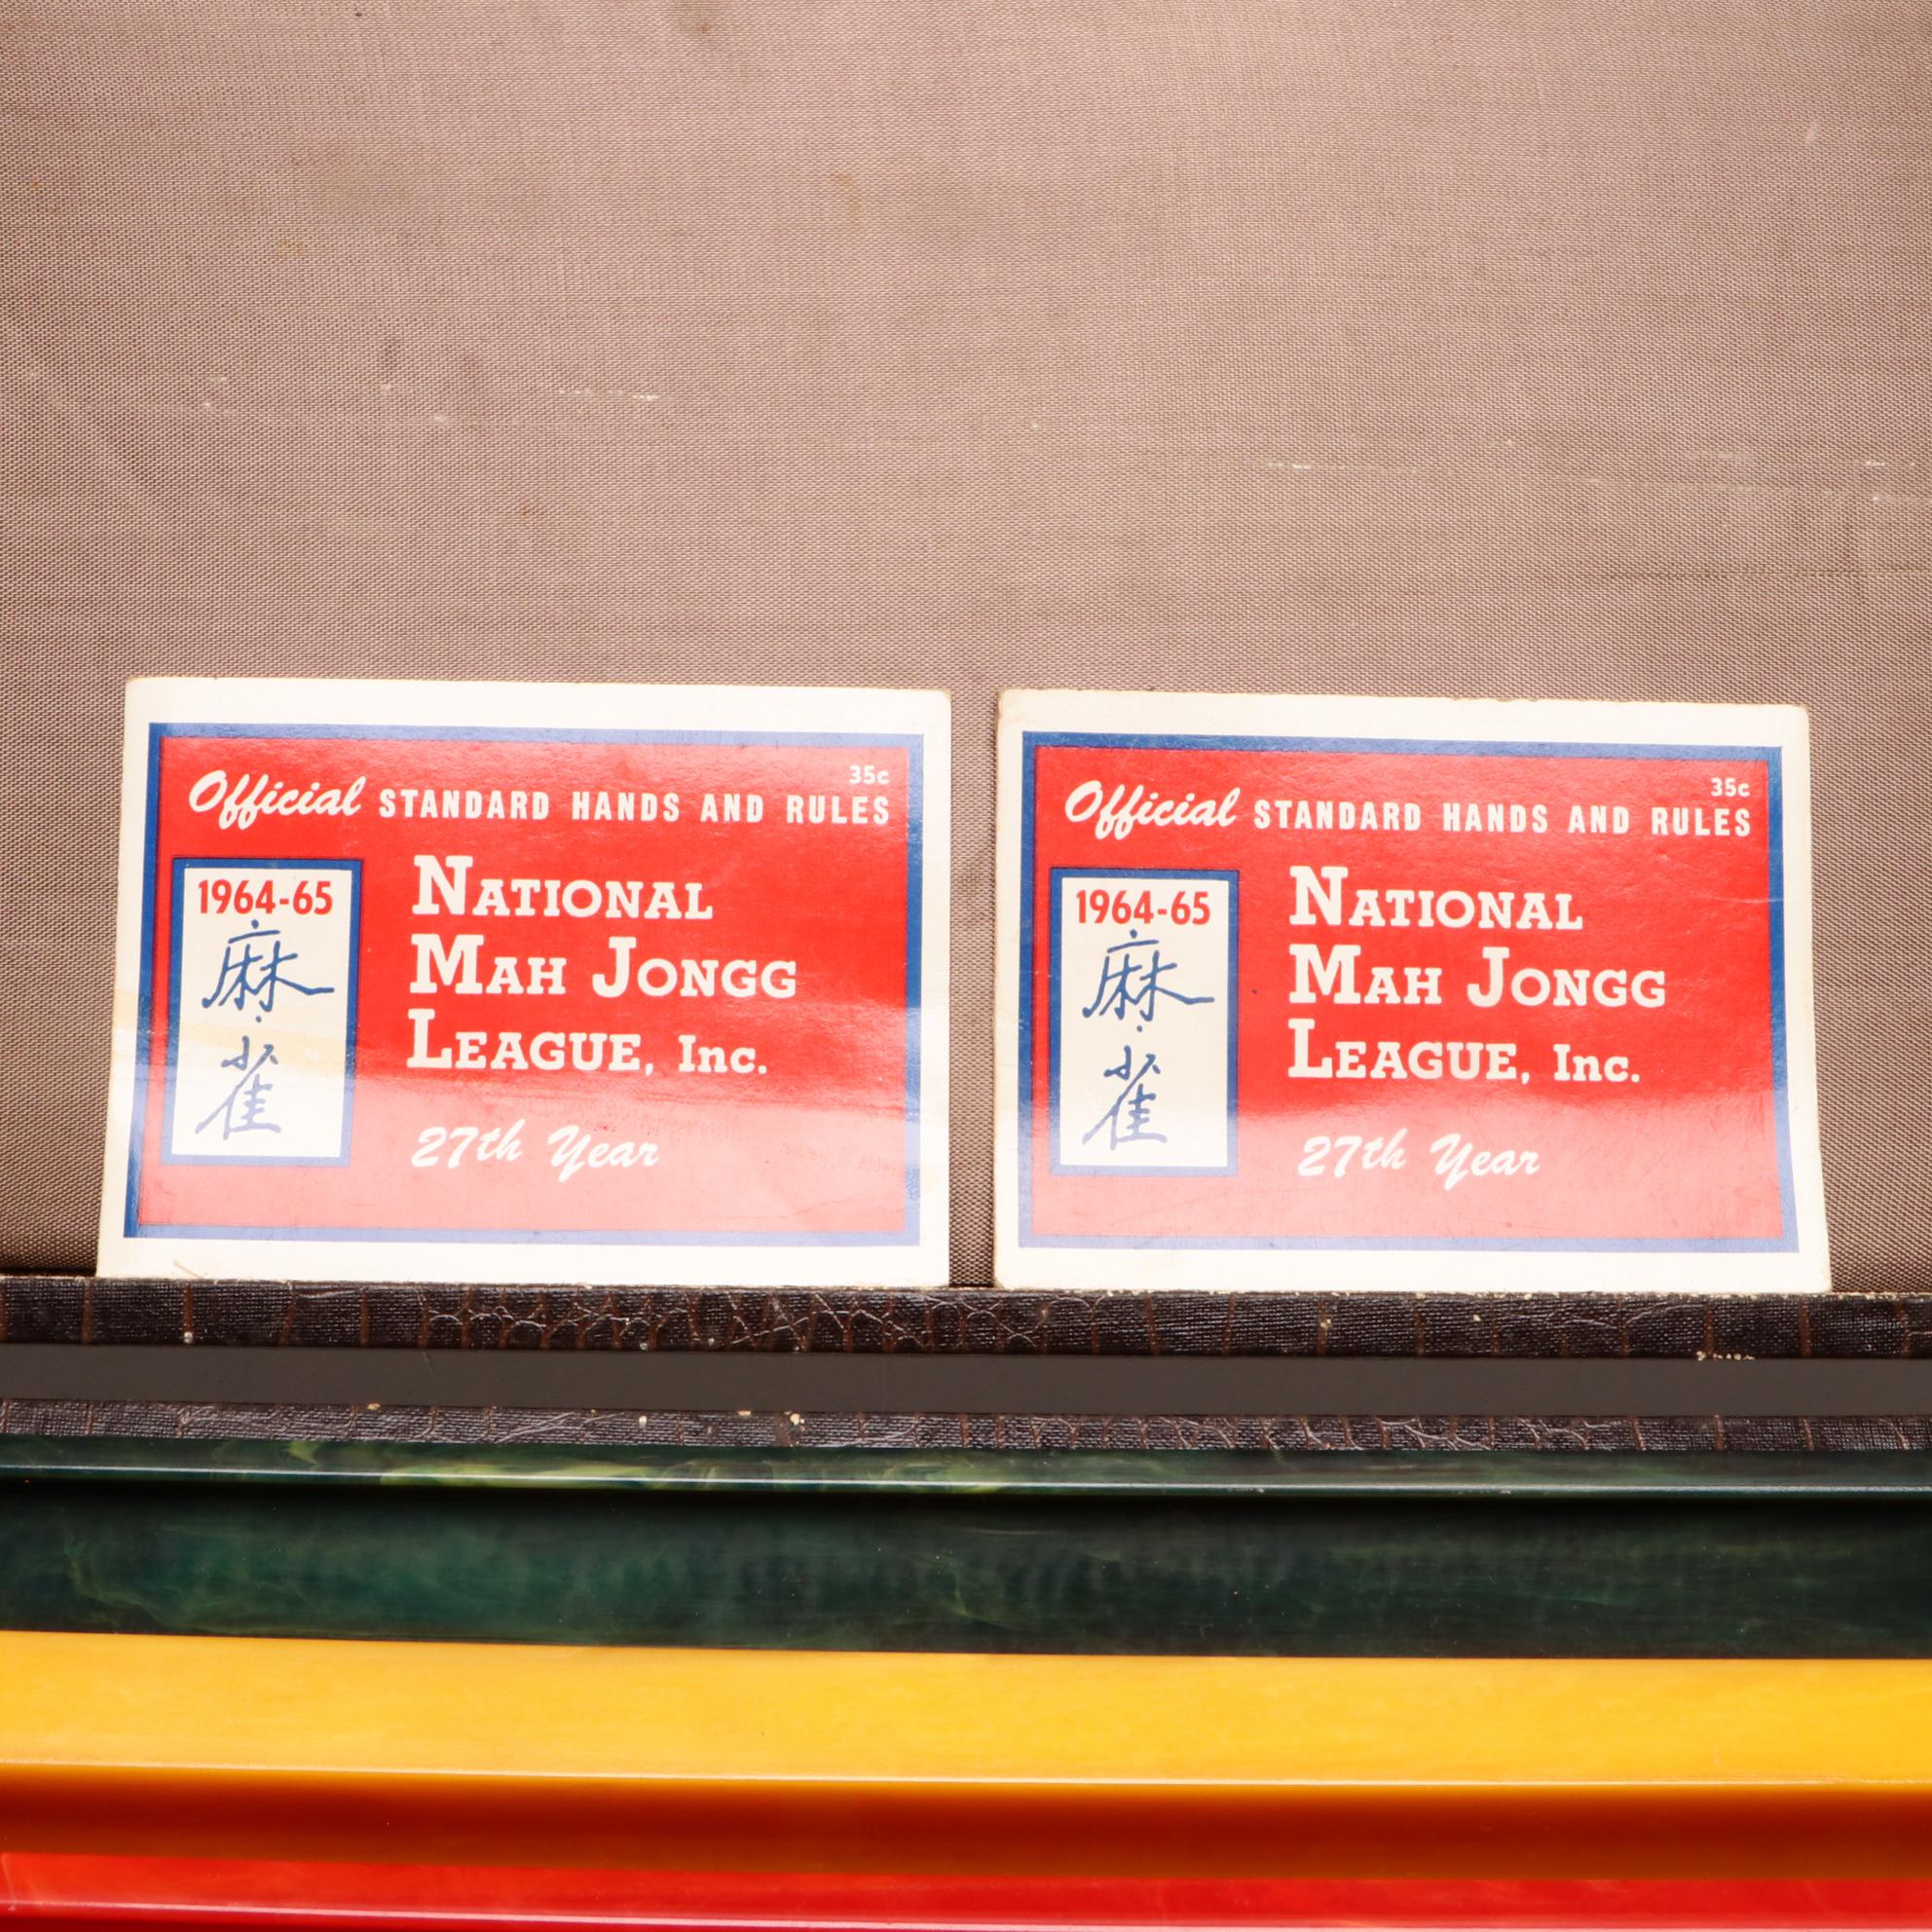 35c
Official STANDARD HANDS AND RULES
1964-65
麻
雀
NATIONAL
MAH JONGG
LEAGUE, Inc.
27th Year
35c
Official STANDARD HANDS AND RULES
1964-65
麻
雀
NATIONAL
MAH JONGG
LEAGUE, Inc.
27th Year